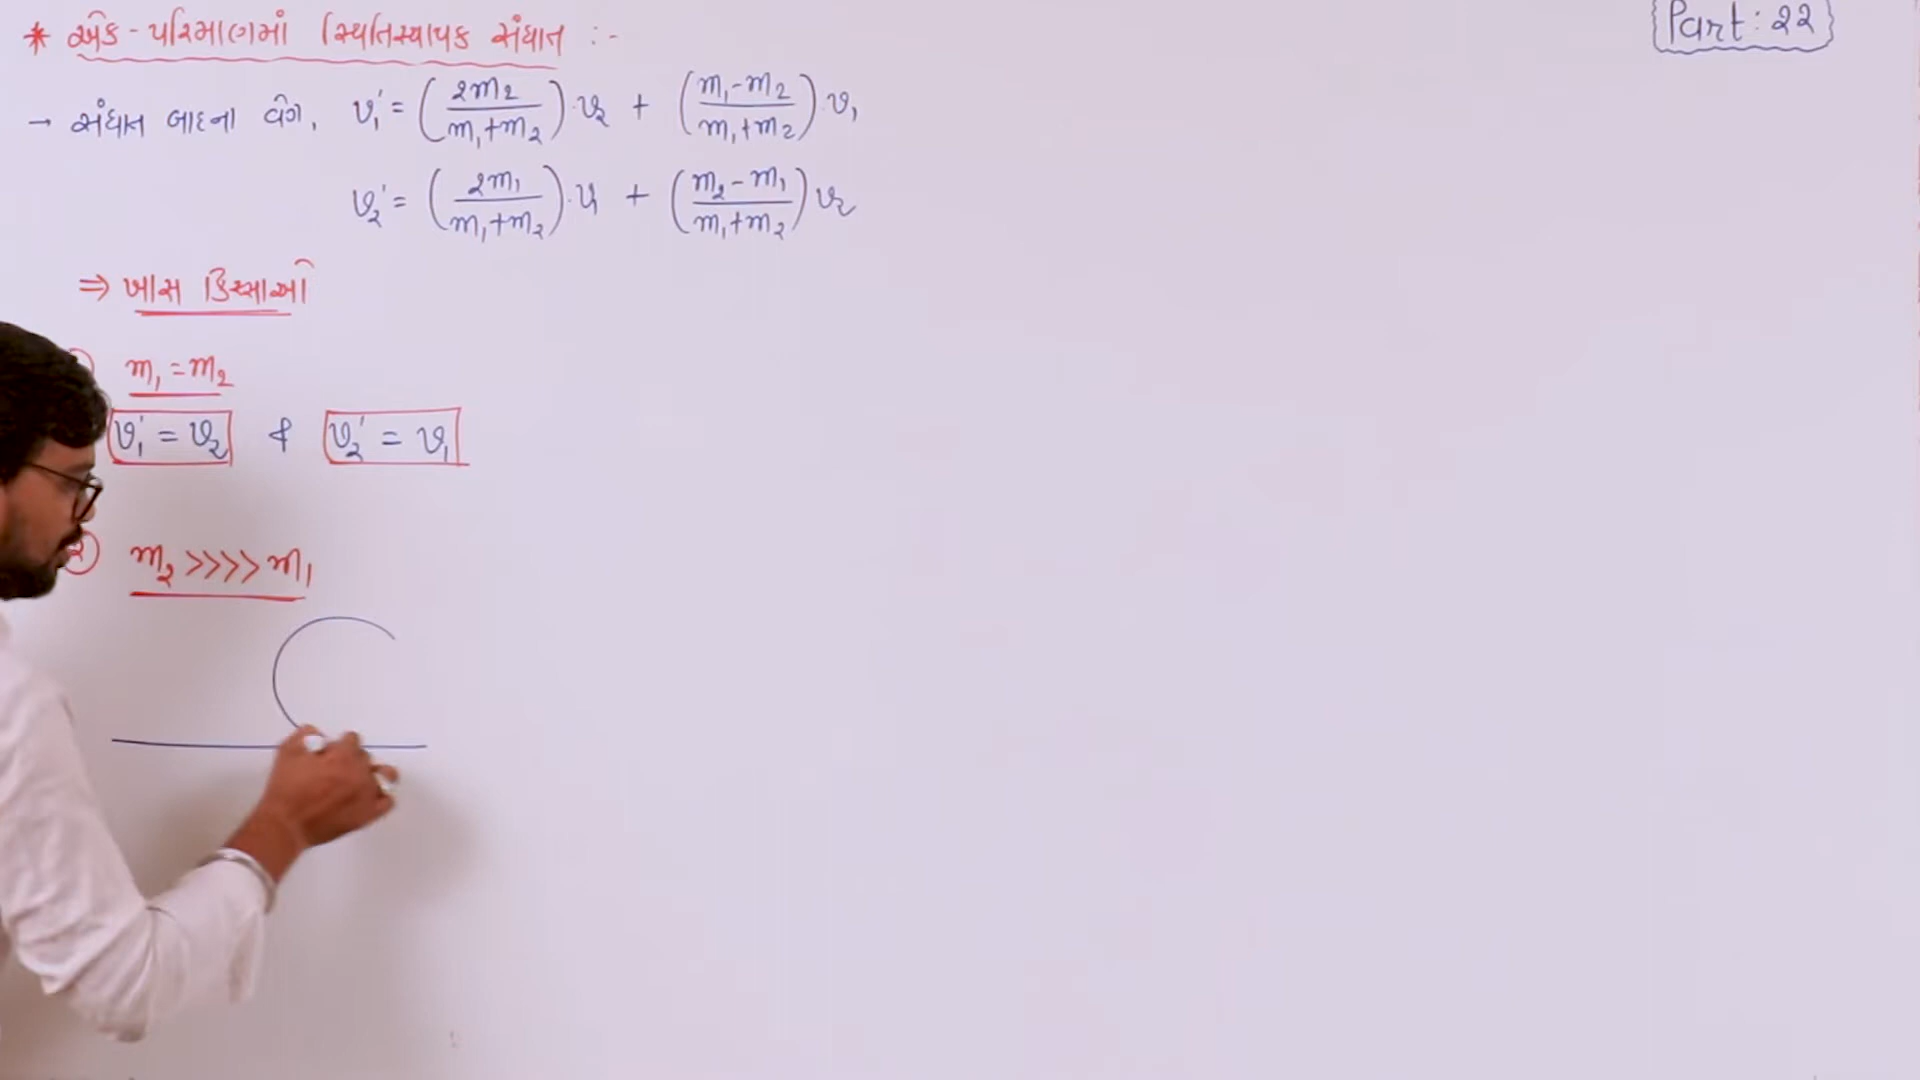 * એક - પરિમાણમાં સ્થિતિસ્થાપક સંઘાત :-
Part : 22
→ સંઘાત બાદના વેગ, v₁' = (2m₂ / m₁+m₂) · v₂ + (m₁-m₂ / m₁+m₂) · v₁
v₂' = (2m₁ / m₁+m₂) · v₁ + (m₂-m₁ / m₁+m₂) v₂
⇒ ખાસ કિસ્સાઓ
m₁ = m₂
v₁' = v₂ & v₂' = v₁
② m₂ >>>> m₁